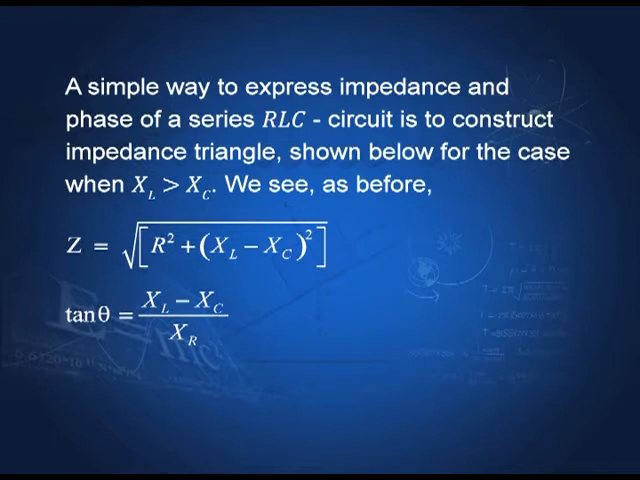 A simple way to express impedance and
phase of a series RLC - circuit is to construct
impedance triangle, shown below for the case
when X_L > X_C. We see, as before,
Z = √[R² + (X_L − X_C)²]
tanθ = (X_L − X_C) / X_R